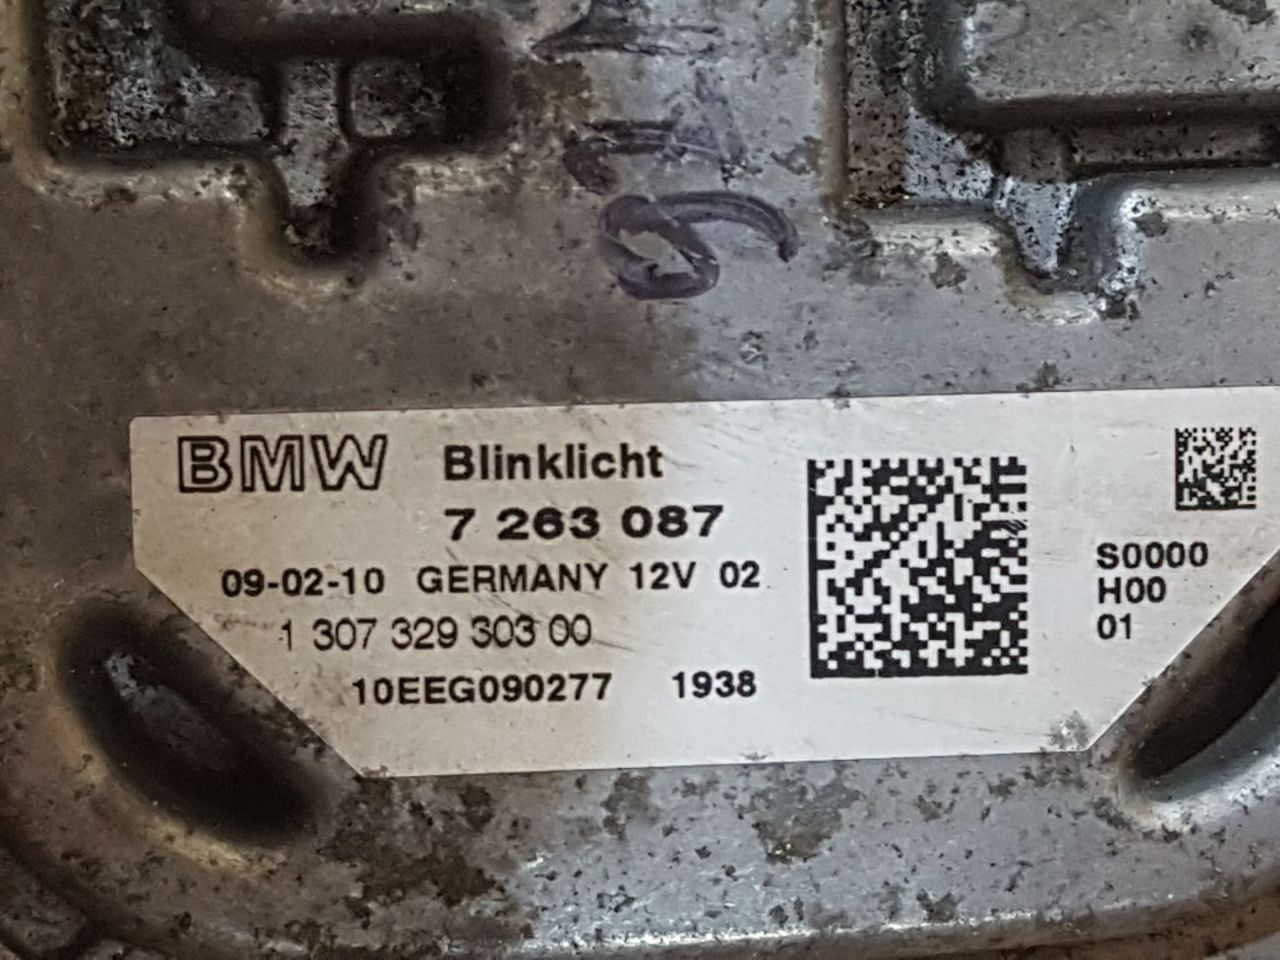 BMW Blinklicht
7 263 087
09-02-10 GERMANY 12V 02
1 307 329 303 00
10EEG090277 1938
S0000
H00
01